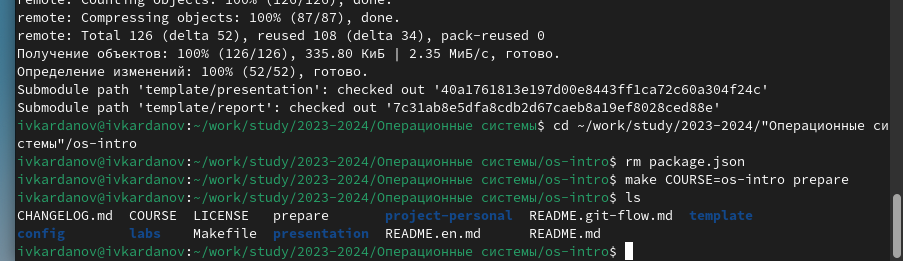 remote: Counting objects: 100% (126/126), done.
remote: Compressing objects: 100% (87/87), done.
remote: Total 126 (delta 52), reused 108 (delta 34), pack-reused 0
Получение объектов: 100% (126/126), 335.80 КиБ | 2.35 МиБ/с, готово.
Определение изменений: 100% (52/52), готово.
Submodule path 'template/presentation': checked out '40a1761813e197d00e8443ff1ca72c60a304f24c'
Submodule path 'template/report': checked out '7c31ab8e5dfa8cdb2d67caeb8a19ef8028ced88e'
ivkardanov@ivkardanov:~/work/study/2023-2024/Операционные системы$ cd ~/work/study/2023-2024/"Операционные си
стемы"/os-intro
ivkardanov@ivkardanov:~/work/study/2023-2024/Операционные системы/os-intro$ rm package.json
ivkardanov@ivkardanov:~/work/study/2023-2024/Операционные системы/os-intro$ make COURSE=os-intro prepare
ivkardanov@ivkardanov:~/work/study/2023-2024/Операционные системы/os-intro$ ls
CHANGELOG.md COURSE LICENSE prepare project-personal README.git-flow.md template
config labs Makefile presentation README.en.md README.md
ivkardanov@ivkardanov:~/work/study/2023-2024/Операционные системы/os-intro$